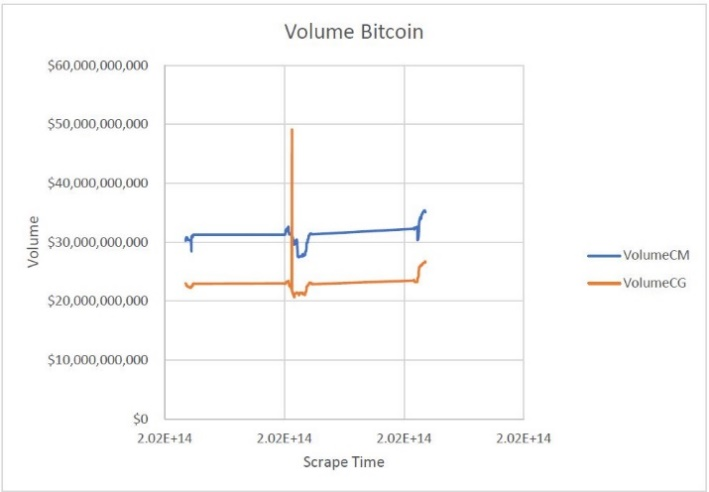 Volume Bitcoin
$60,000,000,000
$50,000,000,000
$40,000,000,000
$30,000,000,000
$20,000,000,000
$10,000,000,000
$0
Volume
2.02E+14 2.02E+14 2.02E+14 2.02E+14
Scrape Time
VolumeCM
VolumeCG